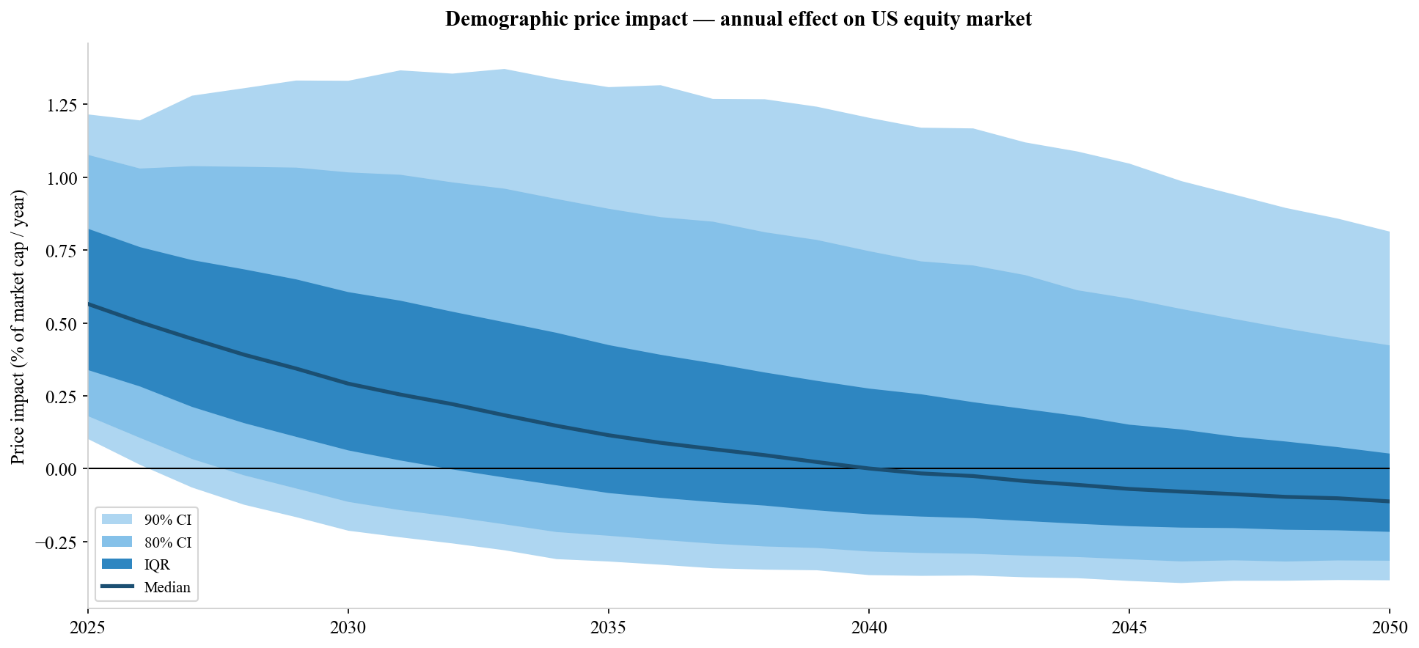 Demographic price impact — annual effect on US equity market
Price impact (% of market cap / year)
1.25
1.00
0.75
0.50
0.25
0.00
−0.25
90% CI
80% CI
IQR
Median
2025 2030 2035 2040 2045 2050